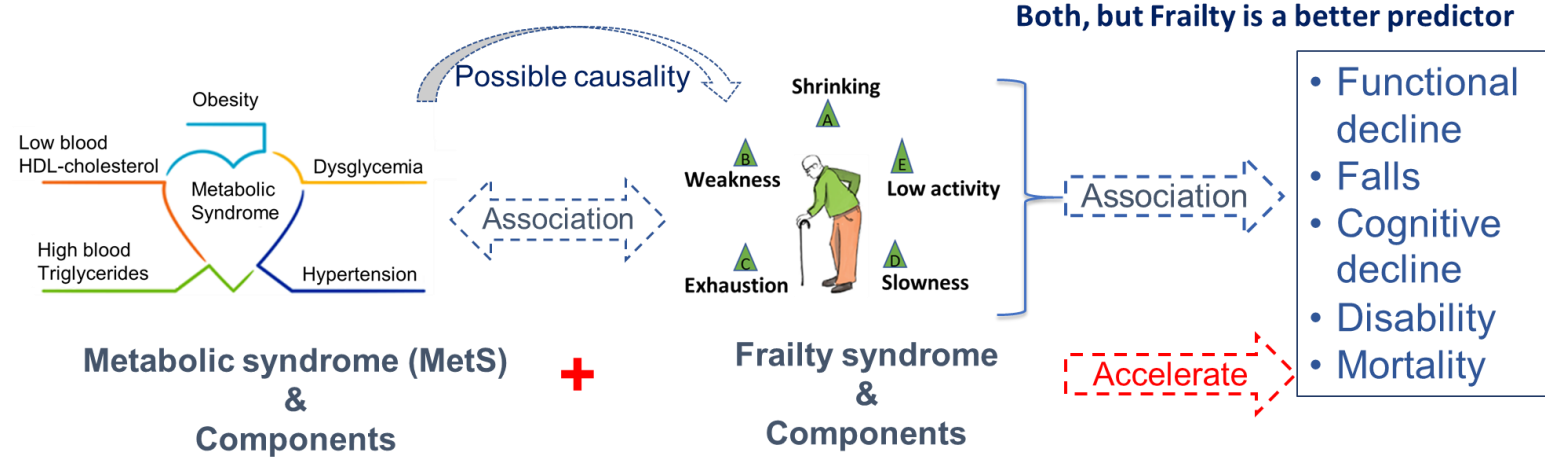 Both, but Frailty is a better predictor
Possible causality
Obesity
Low blood
HDL-cholesterol
Dysglycemia
Metabolic
Syndrome
High blood
Triglycerides
Hypertension
Association
Shrinking
A
B
Weakness
E
Low activity
C
Exhaustion
D
Slowness
Association
• Functional
decline
• Falls
• Cognitive
decline
• Disability
• Mortality
Metabolic syndrome (MetS)
&
Components
+
Frailty syndrome
&
Components
Accelerate